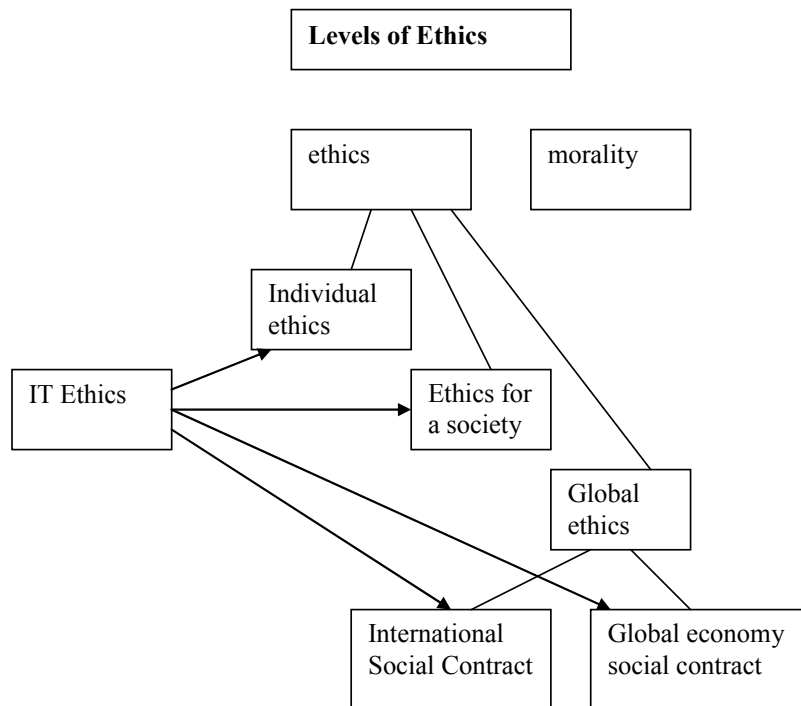 Levels of Ethics
ethics
morality
Individual
ethics
IT Ethics
Ethics for
a society
Global
ethics
International
Social Contract
Global economy
social contract